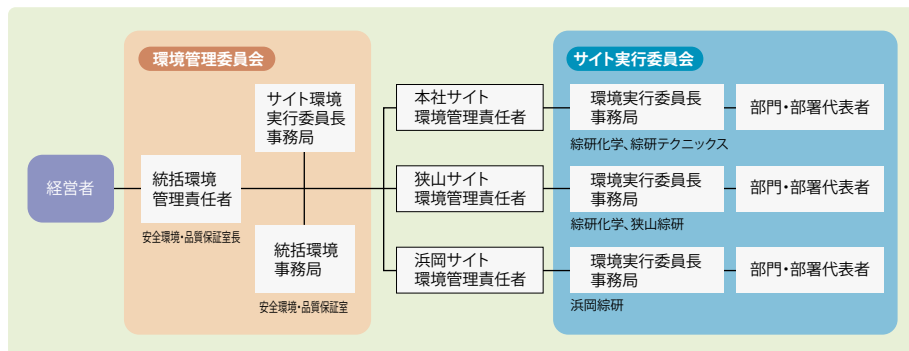 環境管理委員会
サイト実行委員会
経営者
統括環境
管理責任者
安全環境・品質保証室長
サイト環境
実行委員長
事務局
統括環境
事務局
安全環境・品質保証室
本社サイト
環境管理責任者
環境実行委員長
事務局
綜研化学、綜研テクニックス
部門・部署代表者
狭山サイト
環境管理責任者
環境実行委員長
事務局
綜研化学、狭山綜研
部門・部署代表者
浜岡サイト
環境管理責任者
環境実行委員長
事務局
浜岡綜研
部門・部署代表者